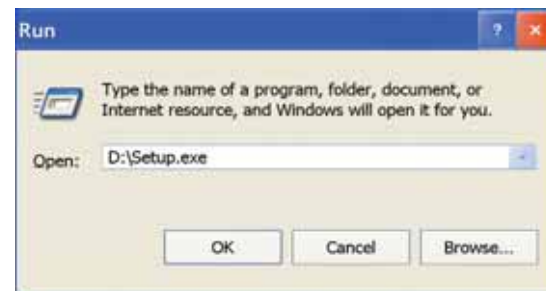 Run
?
×
Type the name of a program, folder, document, or
Internet resource, and Windows will open it for you.
Open: D:\Setup.exe
OK Cancel Browse...